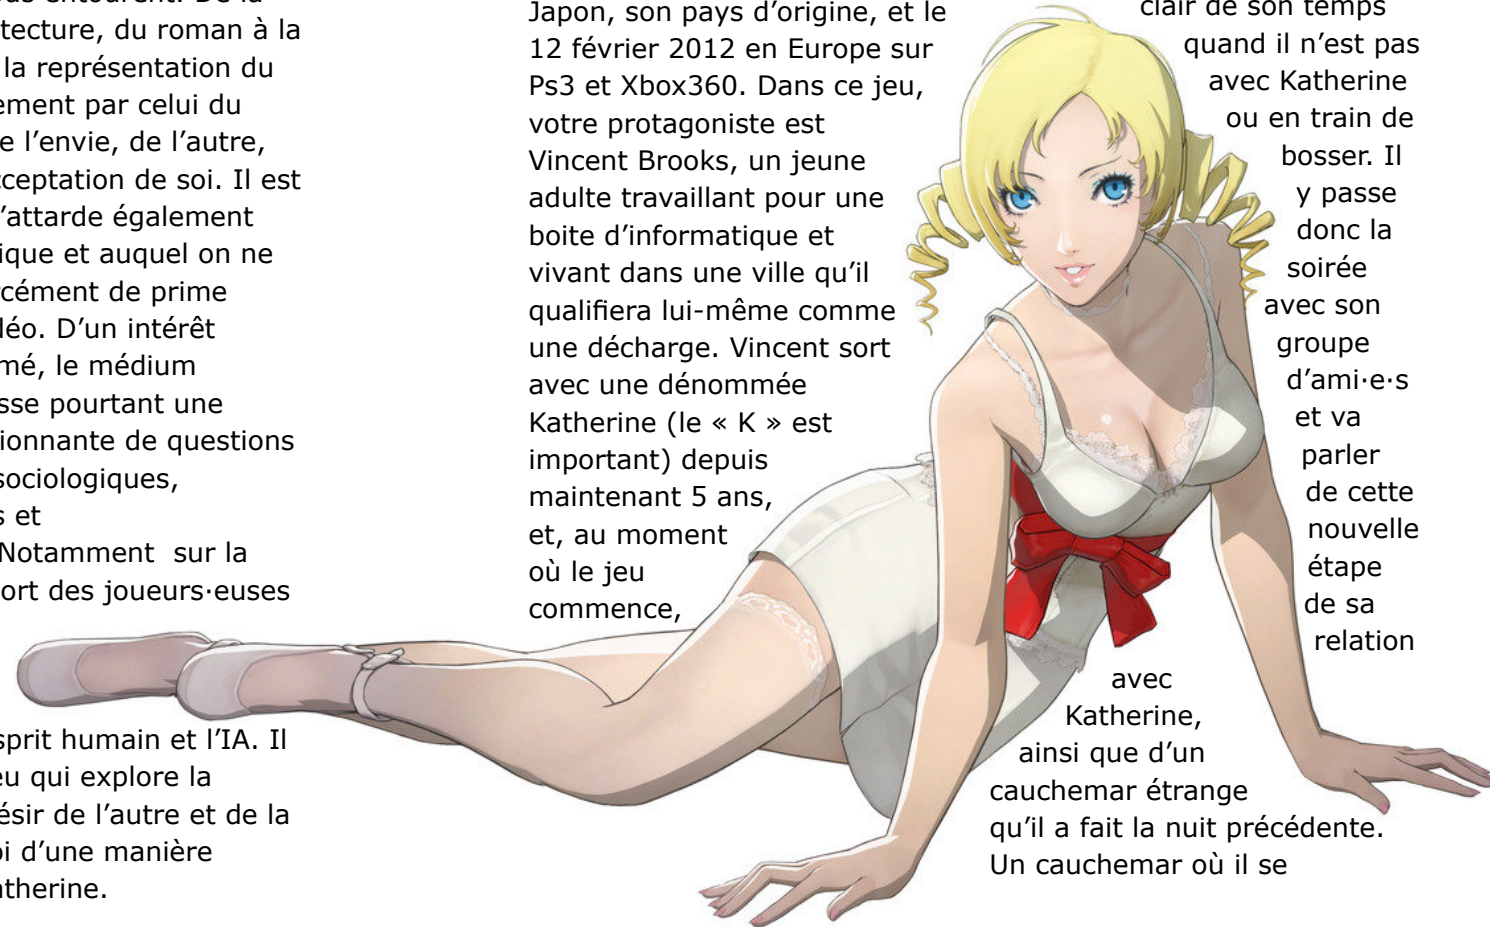 tecture, du roman à la
la représentation du
ement par celui du
e l’envie, de l’autre,
cceptation de soi. Il est
’attarde également
ique et auquel on ne
rcément de prime
déo. D’un intérêt
mé, le médium
sse pourtant une
ionnante de questions
sociologiques,
s et
Notamment sur la
ort des joueurs·euses
sprit humain et l’IA. Il
eu qui explore la
ésir de l’autre et de la
oi d’une manière
atherine.
Japon, son pays d’origine, et le
12 février 2012 en Europe sur
Ps3 et Xbox360. Dans ce jeu,
votre protagoniste est
Vincent Brooks, un jeune
adulte travaillant pour une
boite d’informatique et
vivant dans une ville qu’il
qualifiera lui-même comme
une décharge. Vincent sort
avec une dénommée
Katherine (le « K » est
important) depuis
maintenant 5 ans,
et, au moment
où le jeu
commence,
clair de son temps
quand il n’est pas
avec Katherine
ou en train de
bosser. Il
y passe
donc la
soirée
avec son
groupe
d’ami·e·s
et va
parler
de cette
nouvelle
étape
de sa
relation
avec
Katherine,
ainsi que d’un
cauchemar étrange
qu’il a fait la nuit précédente.
Un cauchemar où il se